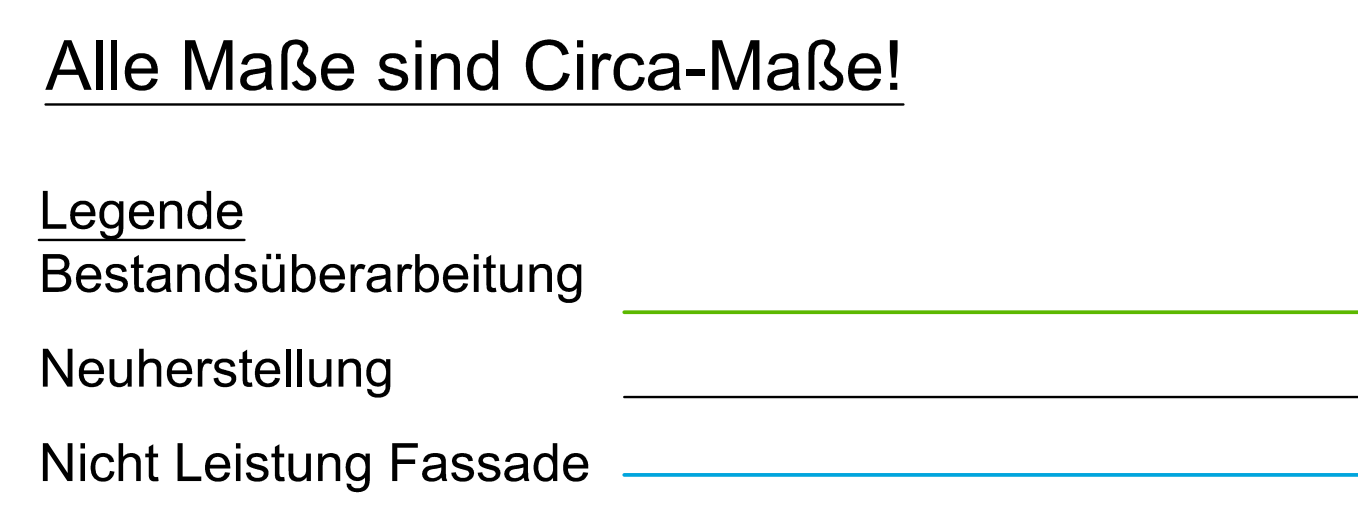 Alle Maße sind Circa-Maße!
Legende
Bestandsüberarbeitung
Neuherstellung
Nicht Leistung Fassade